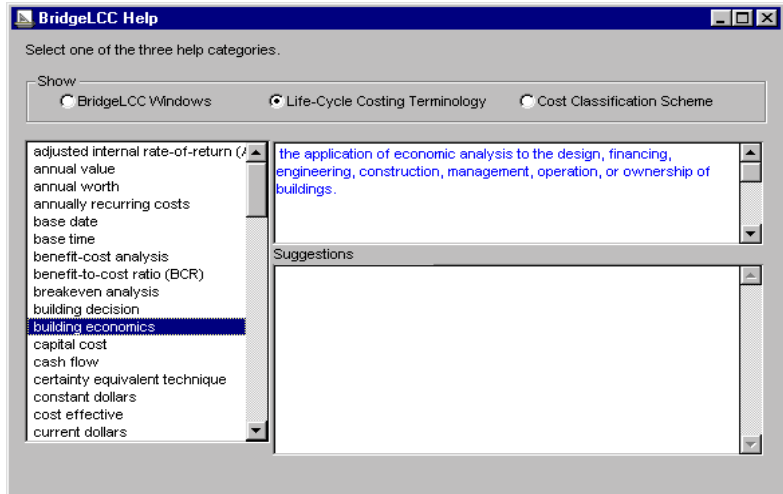 BridgeLCC Help
Select one of the three help categories.
Show
BridgeLCC Windows Life-Cycle Costing Terminology Cost Classification Scheme
adjusted internal rate-of-return (A
annual value
annual worth
annually recurring costs
base date
base time
benefit-cost analysis
benefit-to-cost ratio (BCR)
breakeven analysis
building decision
building economics
capital cost
cash flow
certainty equivalent technique
constant dollars
cost effective
current dollars
the application of economic analysis to the design, financing,
engineering, construction, management, operation, or ownership of
buildings.
Suggestions